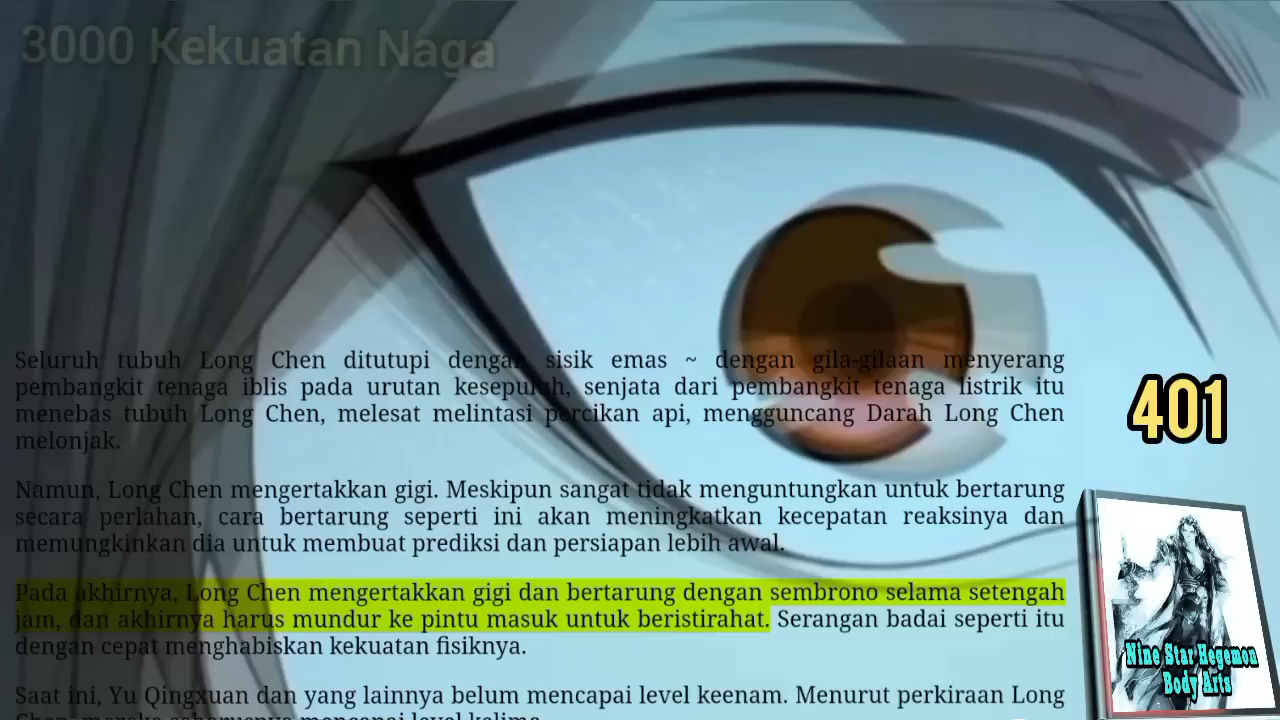 3000 Kekuatan Naga
Seluruh tubuh Long Chen ditutupi dengan sisik emas ~ dengan gila-gilaan menyerang
pembangkit tenaga iblis pada urutan kesepuluh, senjata dari pembangkit tenaga listrik itu
menebas tubuh Long Chen, melesat melintasi percikan api, mengguncang Darah Long Chen
melonjak.
Namun, Long Chen mengertakkan gigi. Meskipun sangat tidak menguntungkan untuk bertarung
secara perlahan, cara bertarung seperti ini akan meningkatkan kecepatan reaksinya dan
memungkinkan dia untuk membuat prediksi dan persiapan lebih awal.
Pada akhirnya, Long Chen mengertakkan gigi dan bertarung dengan sembrono selama setengah
jam, dan akhirnya harus mundur ke pintu masuk untuk beristirahat. Serangan badai seperti itu
dengan cepat menghabiskan kekuatan fisiknya.
Saat ini, Yu Qingxuan dan yang lainnya belum mencapai level keenam. Menurut perkiraan Long
Chen, mereka seharusnya mencapai level kelima.
401
Nine Star Hegemon
Body Arts